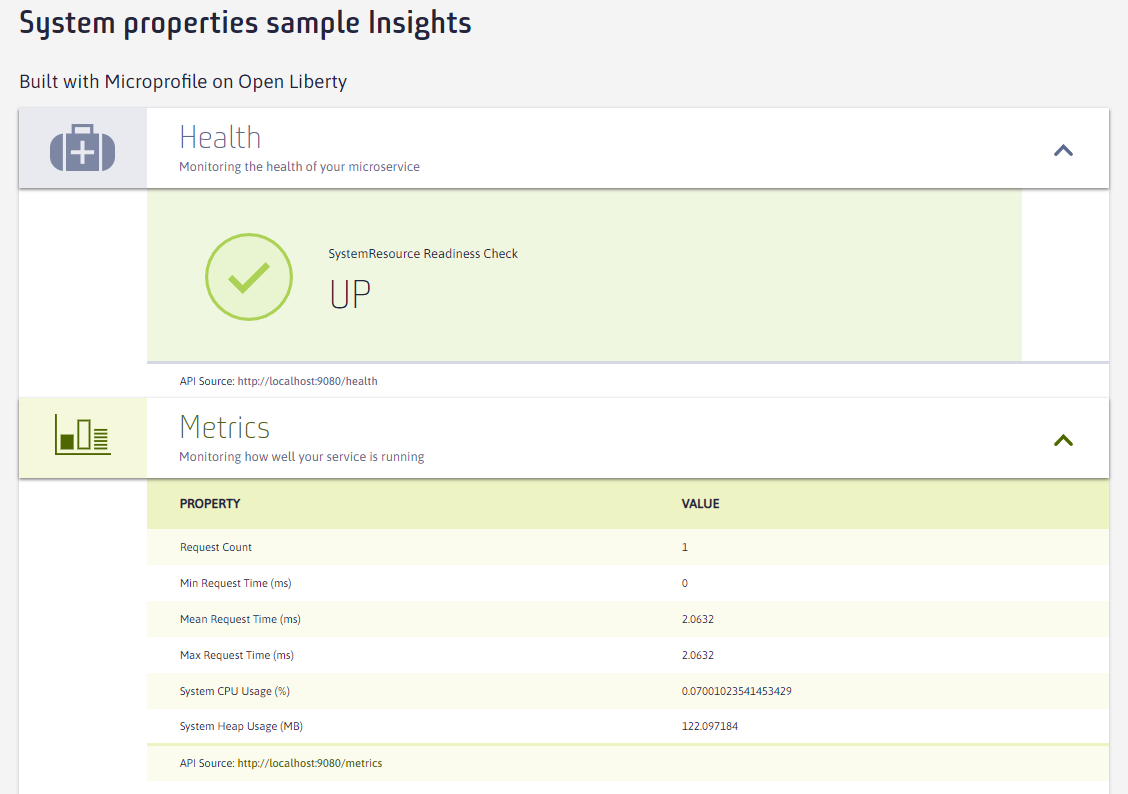 System properties sample Insights
Built with Microprofile on Open Liberty
Health
Monitoring the health of your microservice
SystemResource Readiness Check
UP
API Source: http://localhost:9080/health
Metrics
Monitoring how well your service is running
PROPERTY VALUE
Request Count 1
Min Request Time (ms) 0
Mean Request Time (ms) 2.0632
Max Request Time (ms) 2.0632
System CPU Usage (%) 0.07001023541453429
System Heap Usage (MB) 122.097184
API Source: http://localhost:9080/metrics